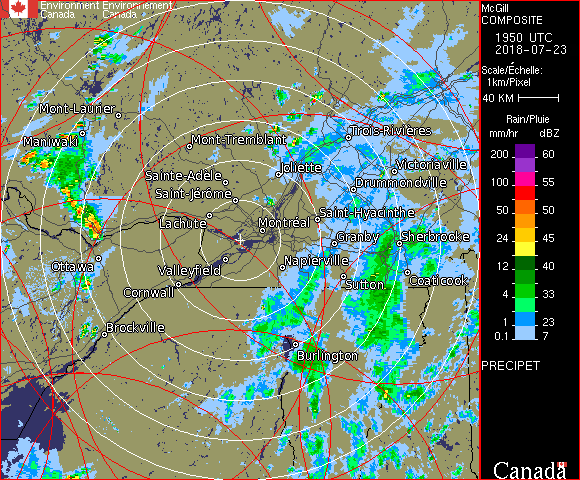 Environment Environnement
Canada Canada
McGill
COMPOSITE
1950 UTC
2018-07-23
Scale/Échelle:
1km/Pixel
40 KM
Rain/Pluie
mm/hr dBZ
200 60
100 55
50 50
24 45
12 40
4 33
1 23
0.1 7
PRECIPET
Canada
Mont-Laurier
Maniwaki
Mont-Tremblant
Trois-Rivières
Joliette
Victoriaville
Sainte-Adèle
Drummondville
Saint-Jérôme
Saint-Hyacinthe
Lachute
Montréal
Granby
Sherbrooke
Ottawa
Valleyfield
Napierville
Sutton
Coaticook
Cornwall
Brockville
Burlington